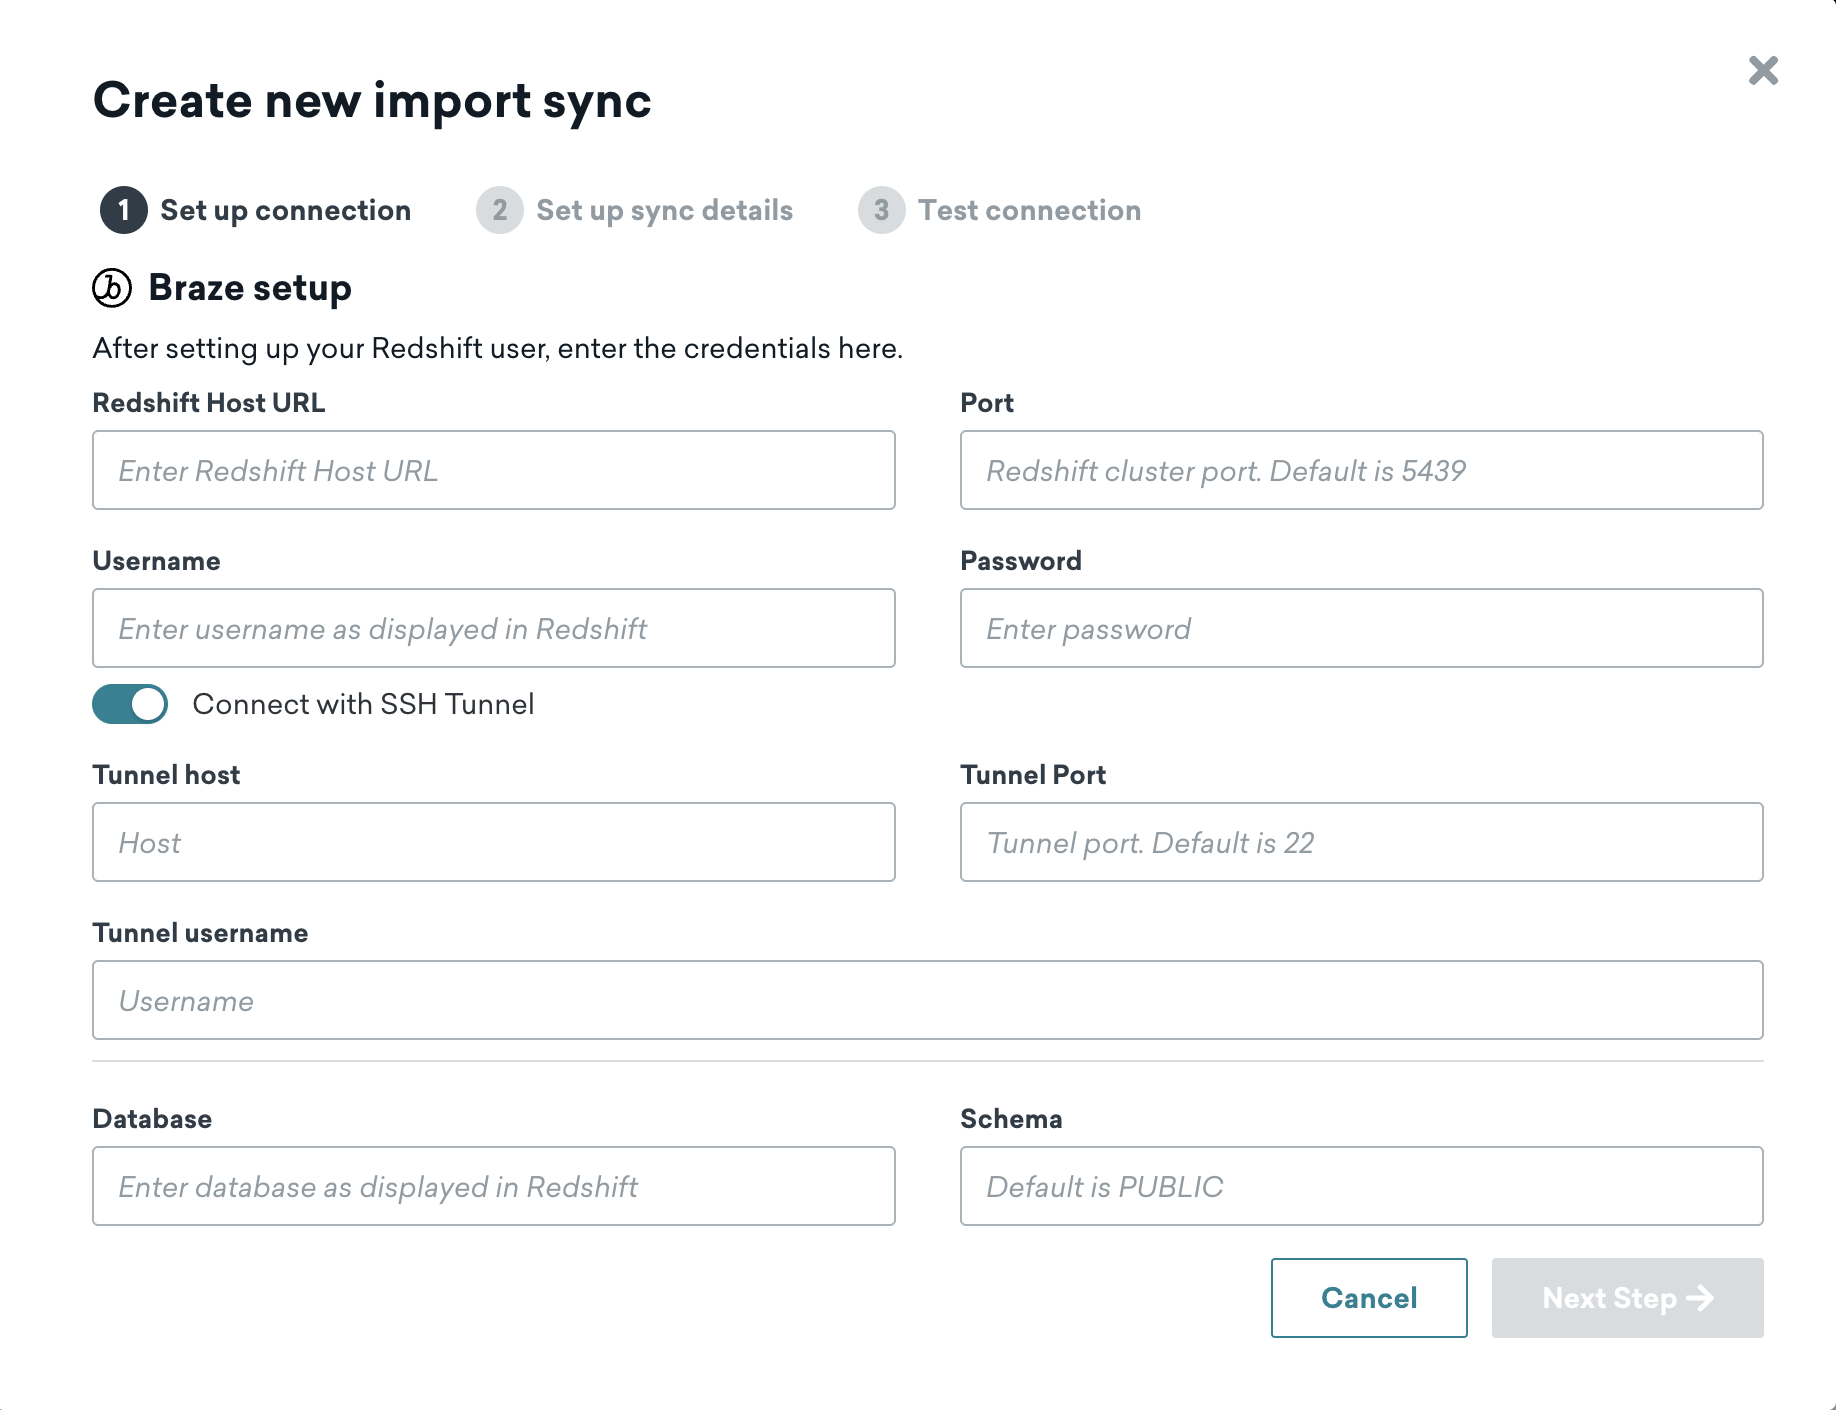 Create new import sync
1 Set up connection 2 Set up sync details 3 Test connection
b Braze setup
After setting up your Redshift user, enter the credentials here.
Redshift Host URL Port
Enter Redshift Host URL Redshift cluster port. Default is 5439
Username Password
Enter username as displayed in Redshift Enter password
Connect with SSH Tunnel
Tunnel host Tunnel Port
Host Tunnel port. Default is 22
Tunnel username
Username
Database Schema
Enter database as displayed in Redshift Default is PUBLIC
Cancel Next Step